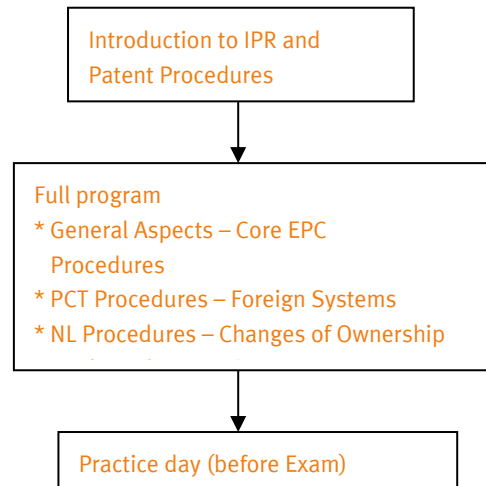 Introduction to IPR and
Patent Procedures
Full program
* General Aspects – Core EPC
Procedures
* PCT Procedures – Foreign Systems
* NL Procedures – Changes of Ownership
Practice day (before Exam)